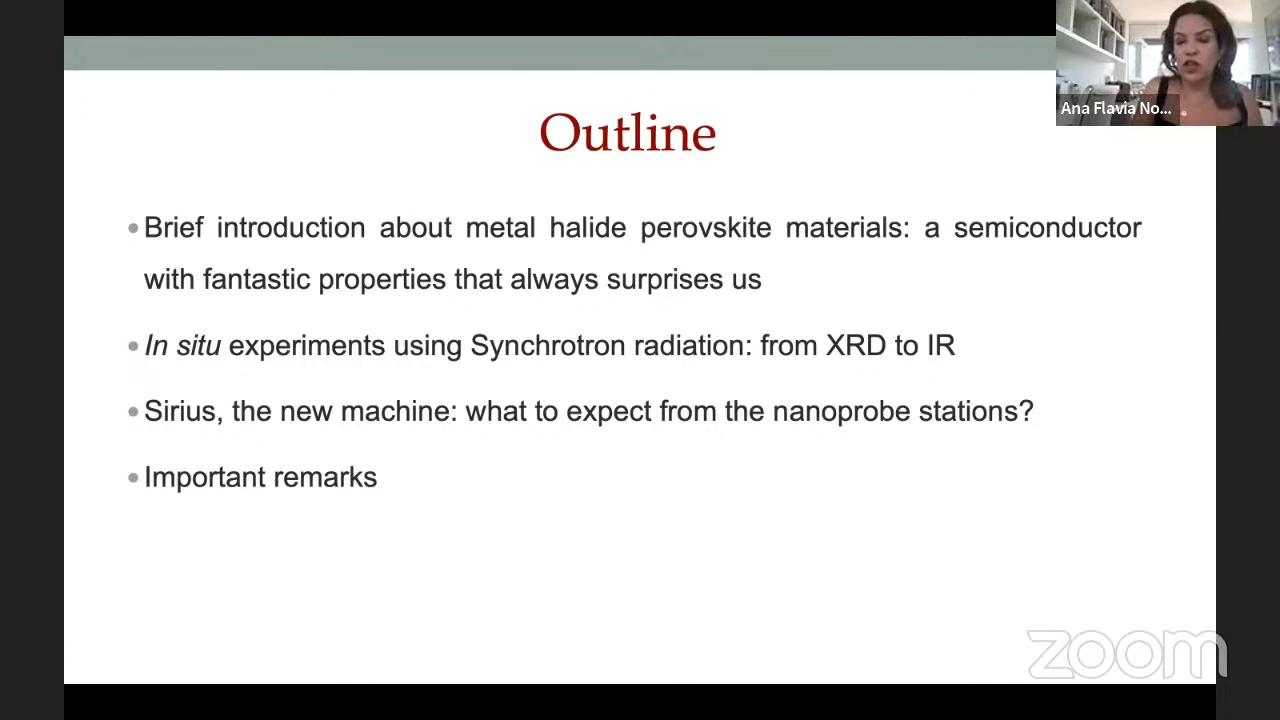 Ana Flavia No...
Outline
Brief introduction about metal halide perovskite materials: a semiconductor
with fantastic properties that always surprises us
In situ experiments using Synchrotron radiation: from XRD to IR
Sirius, the new machine: what to expect from the nanoprobe stations?
Important remarks
zoom